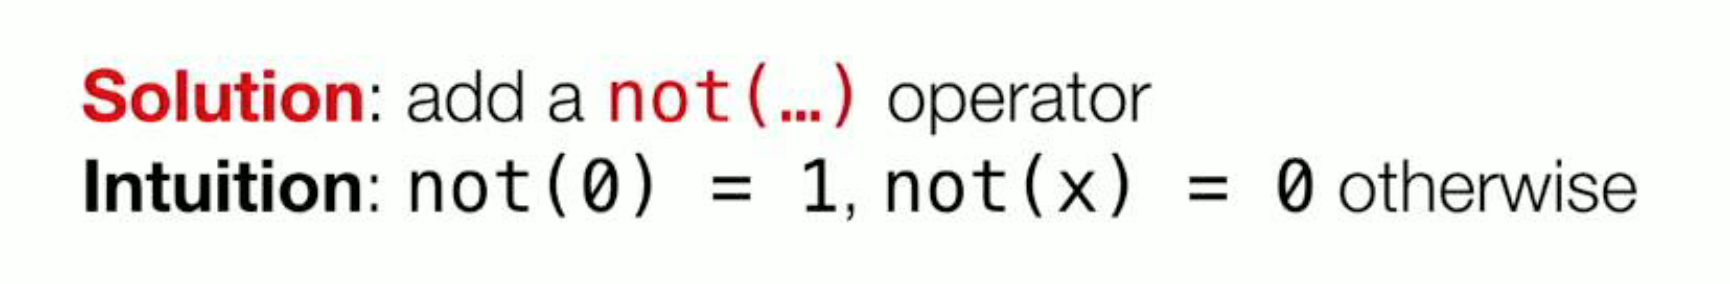 Solution: add a not(…) operator
Intuition: not(0) = 1, not(x) = 0 otherwise